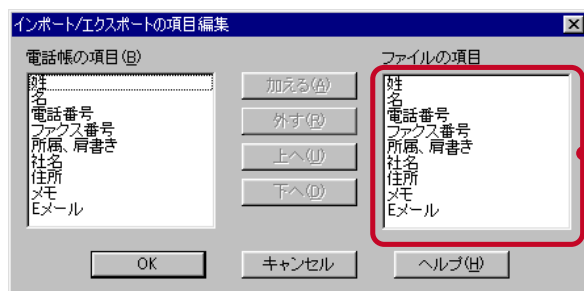 インポート/エクスポートの項目編集
電話帳の項目(B)
姓
名
電話番号
ファクス番号
所属、肩書き
社名
住所
メモ
Eメール
加える(A)
外す(R)
上へ(U)
下へ(D)
ファイルの項目
姓
名
電話番号
ファクス番号
所属、肩書き
社名
住所
メモ
Eメール
OK
キャンセル
ヘルプ(H)